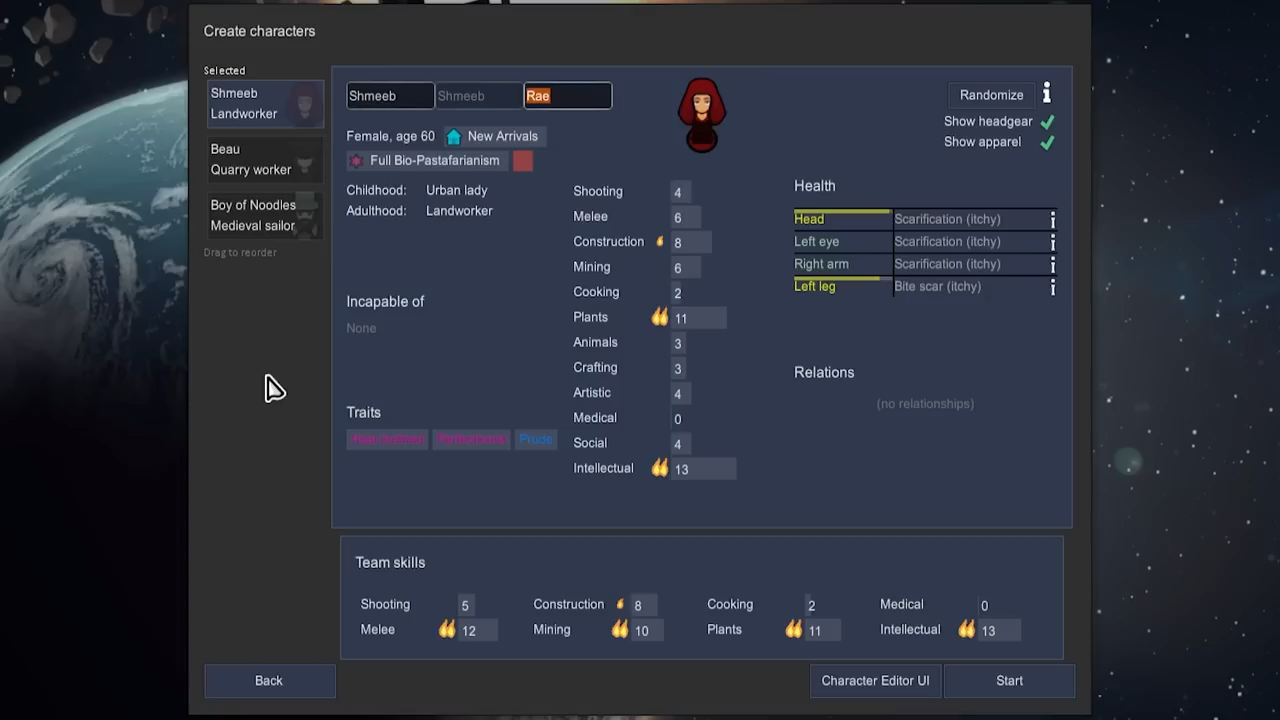 Create characters
Selected
Shmeeb
Landworker
Beau
Quarry worker
Boy of Noodles
Medieval sailor
Drag to reorder
Shmeeb Shmeeb Rae
Randomize
Show headgear
Show apparel
Female, age 60 New Arrivals
Full Bio-Pastafarianism
Childhood: Urban lady
Adulthood: Landworker
Incapable of
None
Traits
Prude
Shooting 4
Melee 6
Construction 8
Mining 6
Cooking 2
Plants 11
Animals 3
Crafting 3
Artistic 4
Medical 0
Social 4
Intellectual 13
Health
Head Scarification (itchy)
Left eye Scarification (itchy)
Right arm Scarification (itchy)
Left leg Bite scar (itchy)
Relations
(no relationships)
Team skills
Shooting 5 Construction 8 Cooking 2 Medical 0
Melee 12 Mining 10 Plants 11 Intellectual 13
Back
Character Editor UI
Start